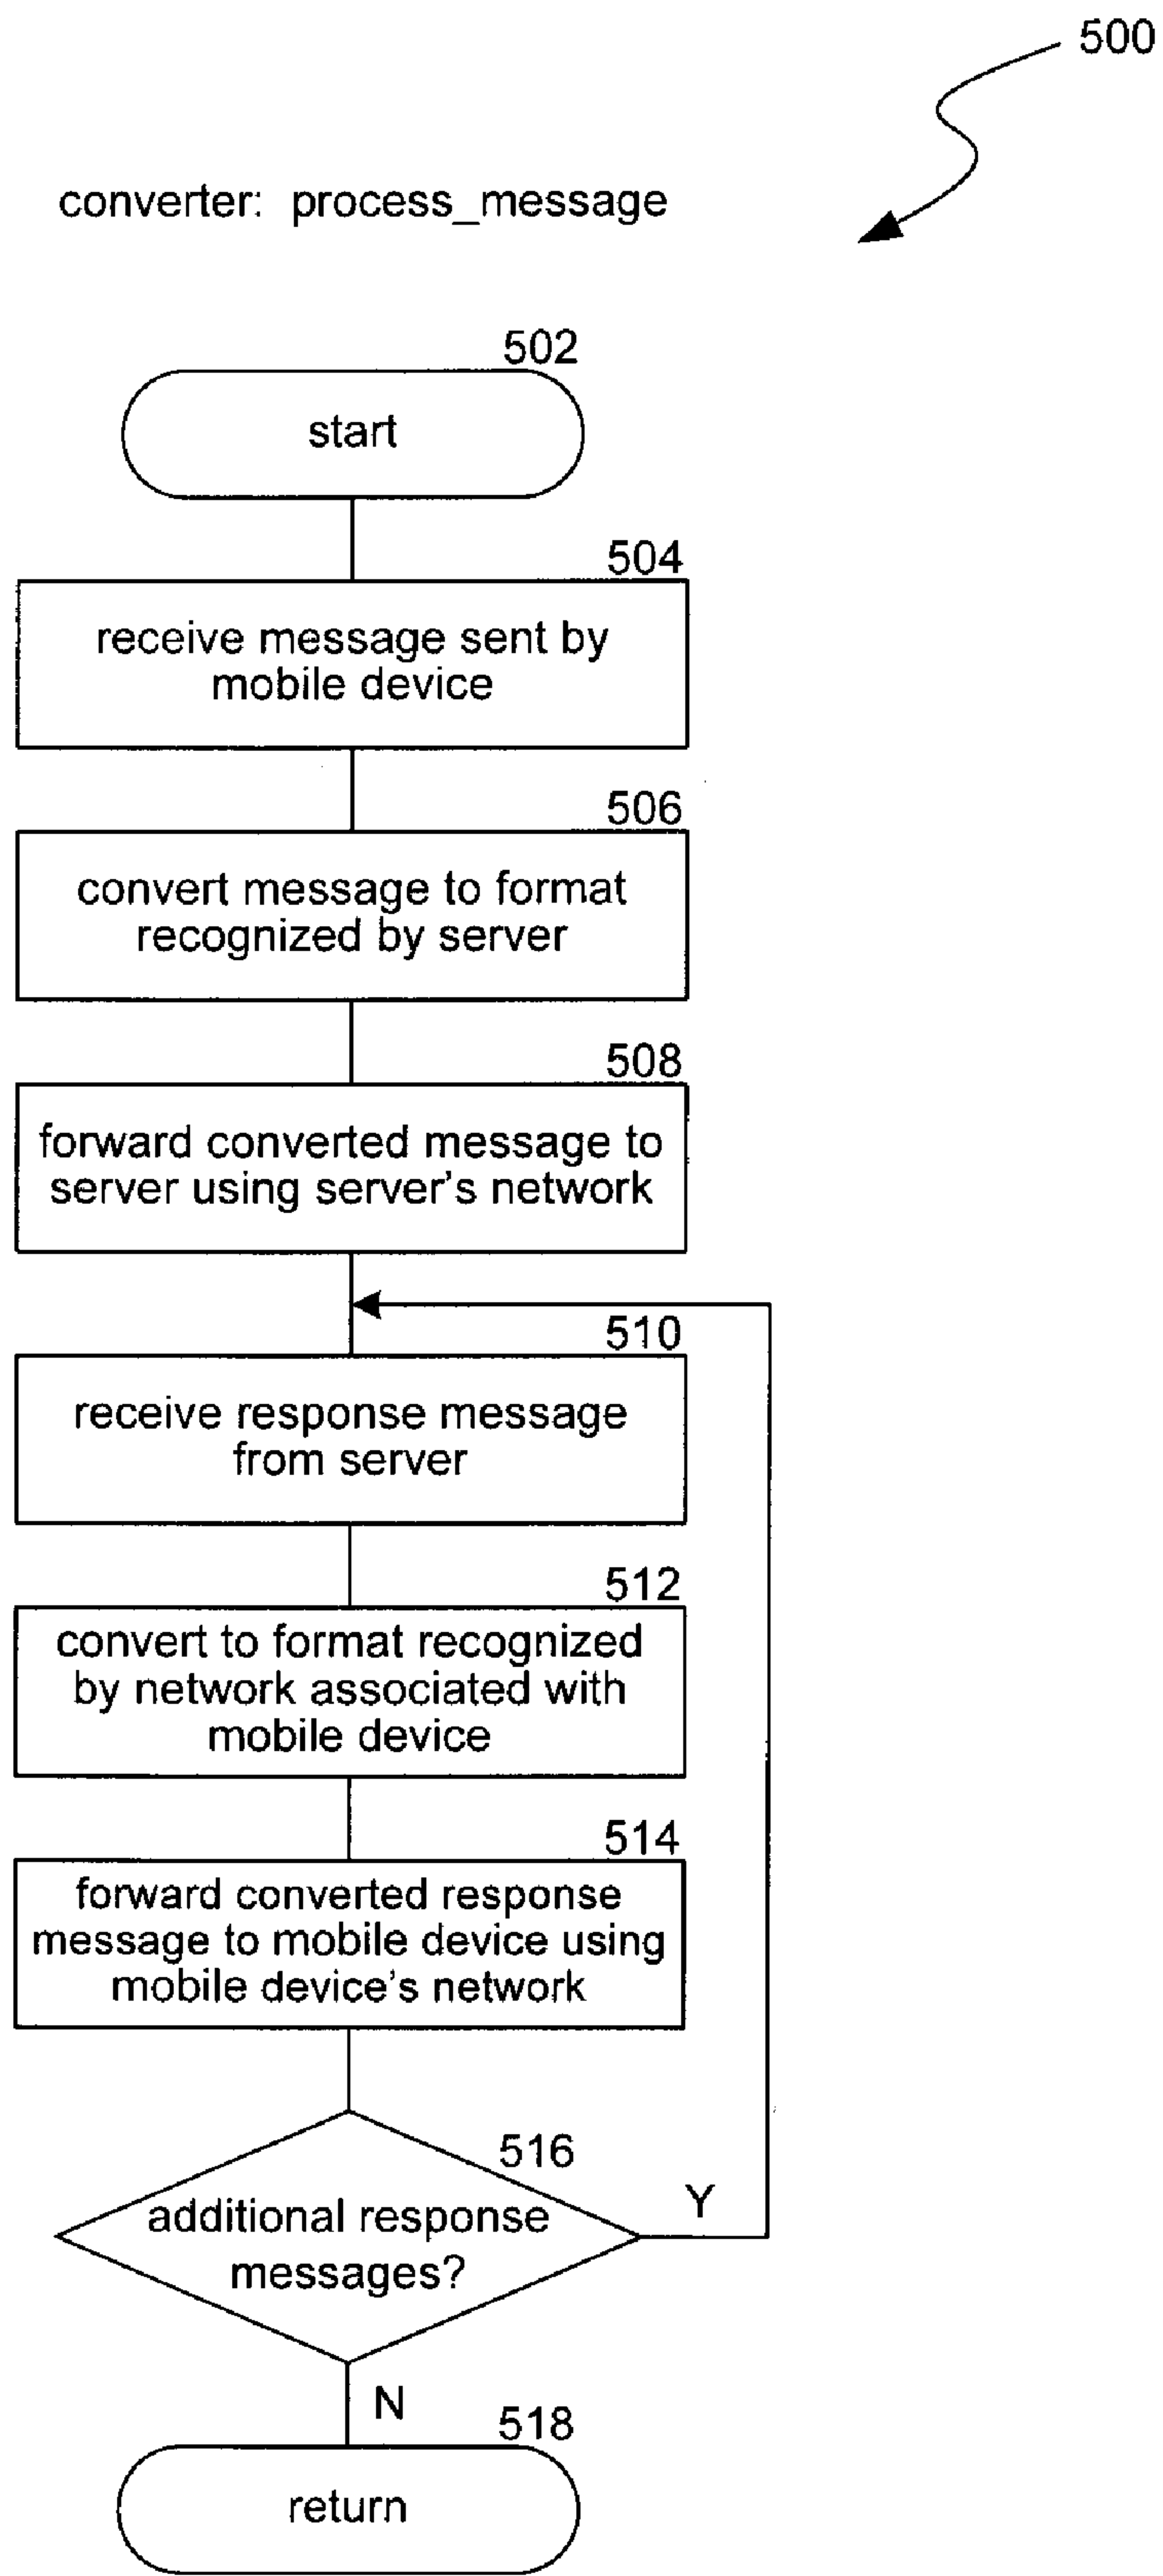 500
converter: process_message
502
start
504
receive message sent by
mobile device
506
convert message to format
recognized by server
508
forward converted message to
server using server's network
510
receive response message
from server
512
convert to format recognized
by network associated with
mobile device
514
forward converted response
message to mobile device using
mobile device's network
516
additional response
messages?
Y
N
518
return